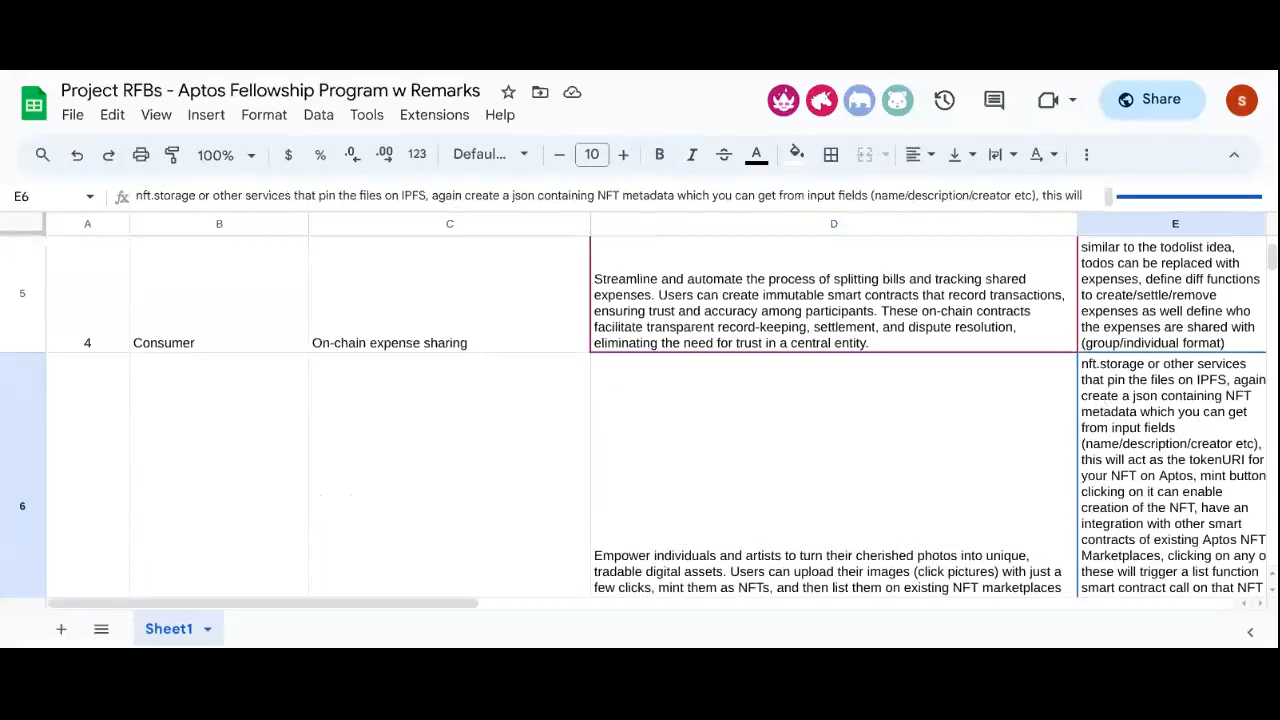 Project RFBs - Aptos Fellowship Program w Remarks
File Edit View Insert Format Data Tools Extensions Help
Share
S
100%
$ % .0 .00 123
Defaul...
10
B I A
E6
fx nft.storage or other services that pin the files on IPFS, again create a json containing NFT metadata which you can get from input fields (name/description/creator etc), this will
A B C D E
5
4
Consumer
On-chain expense sharing
Streamline and automate the process of splitting bills and tracking shared
expenses. Users can create immutable smart contracts that record transactions,
ensuring trust and accuracy among participants. These on-chain contracts
facilitate transparent record-keeping, settlement, and dispute resolution,
eliminating the need for trust in a central entity.
similar to the todolist idea,
todos can be replaced with
expenses, define diff functions
to create/settle/remove
expenses as well define who
the expenses are shared with
(group/individual format)
6
Empower individuals and artists to turn their cherished photos into unique,
tradable digital assets. Users can upload their images (click pictures) with just a
few clicks, mint them as NFTs, and then list them on existing NFT marketplaces
nft.storage or other services
that pin the files on IPFS, again
create a json containing NFT
metadata which you can get
from input fields
(name/description/creator etc),
this will act as the tokenURI for
your NFT on Aptos, mint button
clicking on it can enable
creation of the NFT, have an
integration with other smart
contracts of existing Aptos NFT
Marketplaces, clicking on any o
these will trigger a list function
smart contract call on that NFT
Sheet1